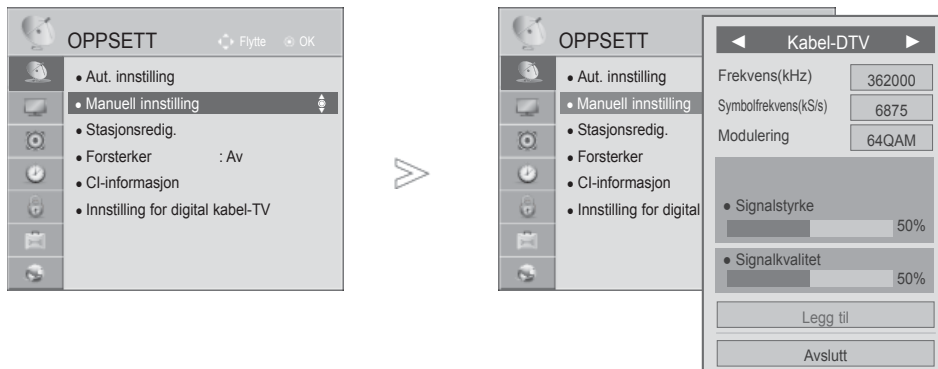 OPPSETT
Flytte OK
• Aut. innstilling
• Manuell innstilling
• Stasjonsredig.
• Forsterker : Av
• CI-informasjon
• Innstilling for digital kabel-TV
OPPSETT
• Aut. innstilling
• Manuell innstilling
• Stasjonsredig.
• Forsterker
• CI-informasjon
• Innstilling for digital
◄ Kabel-DTV ►
Frekvens(kHz) 362000
Symbolfrekvens(kS/s) 6875
Modulering 64QAM
• Signalstyrke
50%
• Signalkvalitet
50%
Legg til
Avslutt